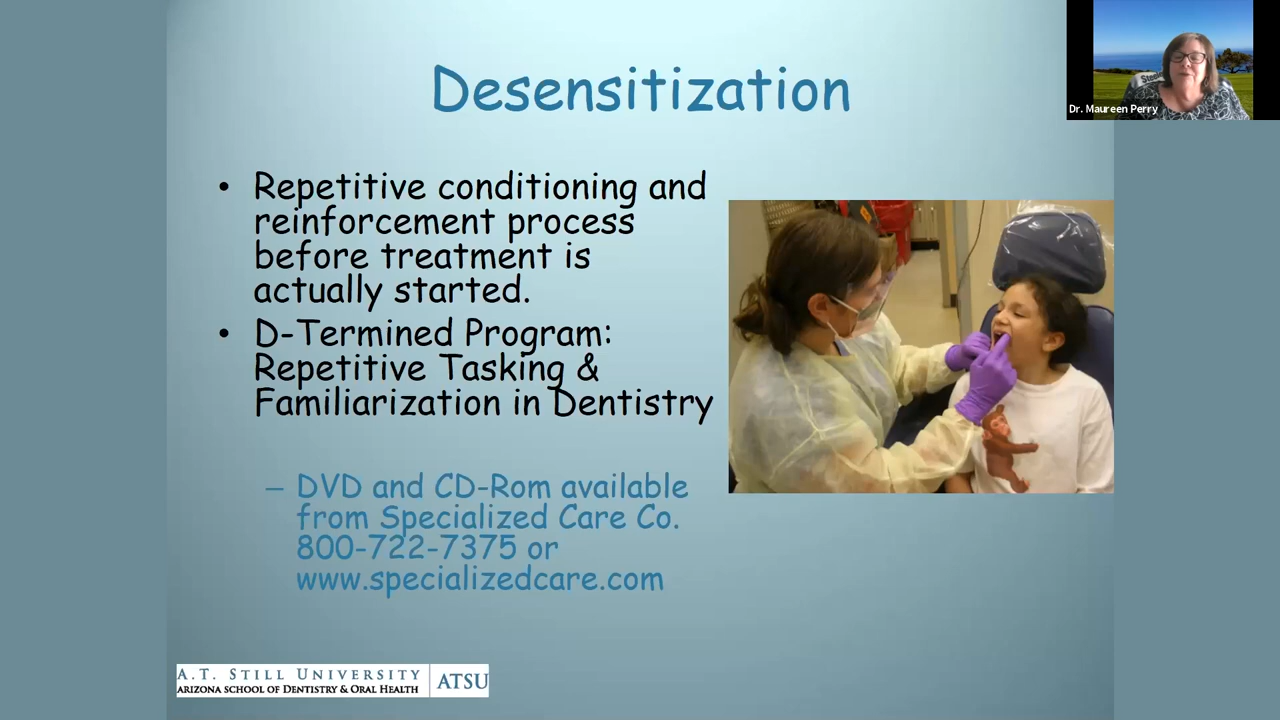 Desensitization
Dr. Maureen Perry
• Repetitive conditioning and
reinforcement process
before treatment is
actually started.
• D-Termined Program:
Repetitive Tasking &
Familiarization in Dentistry
– DVD and CD-Rom available
from Specialized Care Co.
800-722-7375 or
www.specializedcare.com
A.T. STILL UNIVERSITY
ARIZONA SCHOOL OF DENTISTRY & ORAL HEALTH
ATSU